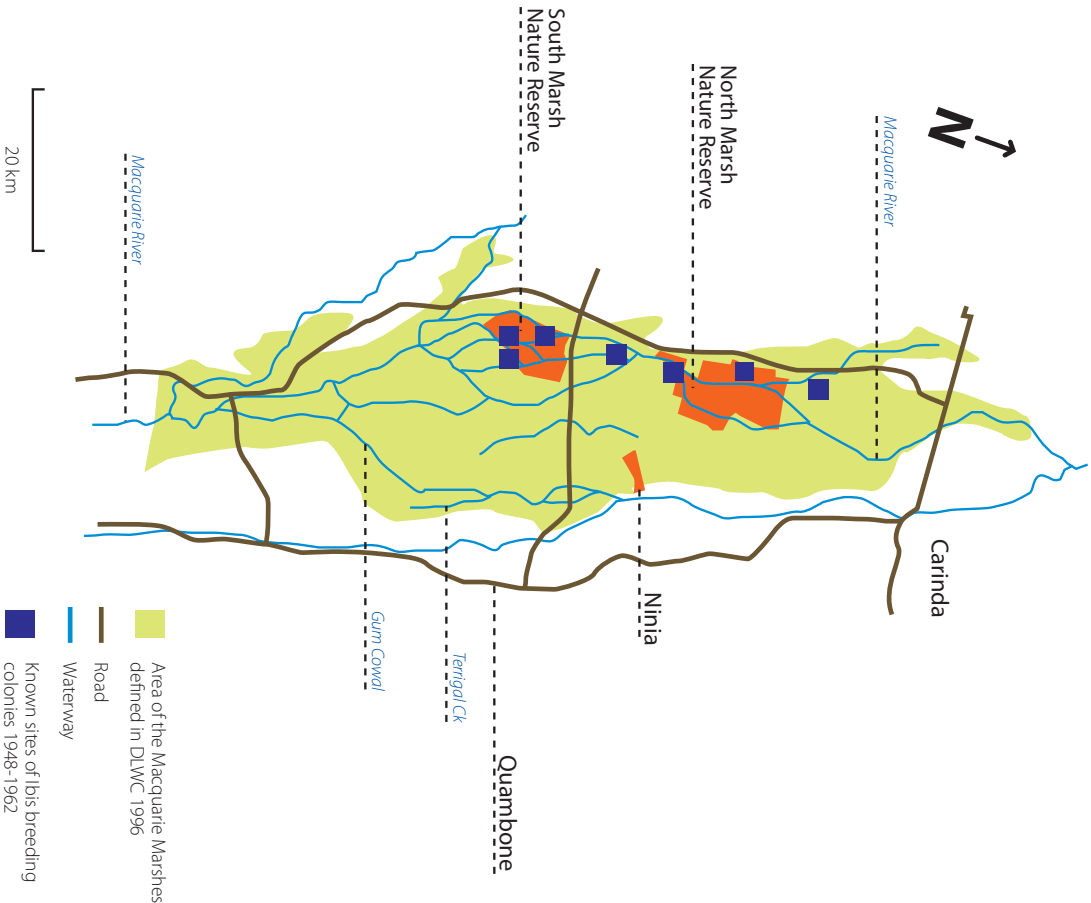 N
Macquarie River
Carinda
North Marsh
Nature Reserve
Ninia
South Marsh
Nature Reserve
Quambone
Terrigal Ck
Gum Cowal
Macquarie River
20 km
Area of the Macquarie Marshes
defined in DLWC 1996
Road
Waterway
Known sites of Ibis breeding
colonies 1948-1962